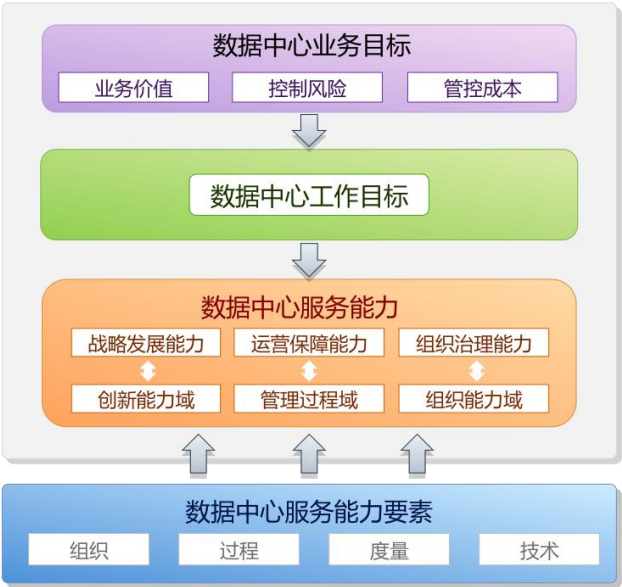 数据中心业务目标
业务价值 控制风险 管控成本
数据中心工作目标
数据中心服务能力
战略发展能力 运营保障能力 组织治理能力
创新能力域 管理过程域 组织能力域
数据中心服务能力要素
组织 过程 度量 技术